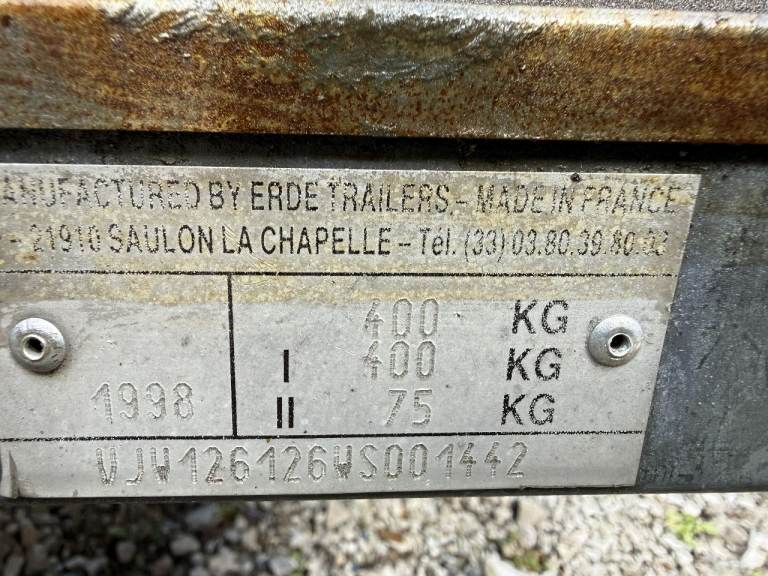 ANUFACTURED BY ERDE TRAILERS. - MADE IN FRANCE
- 21910 SAULON LA CHAPELLE - Tél. (33) 03.80.39.80.
400 KG
I 400 KG
1998 II 75 KG
VJW126126WS001442